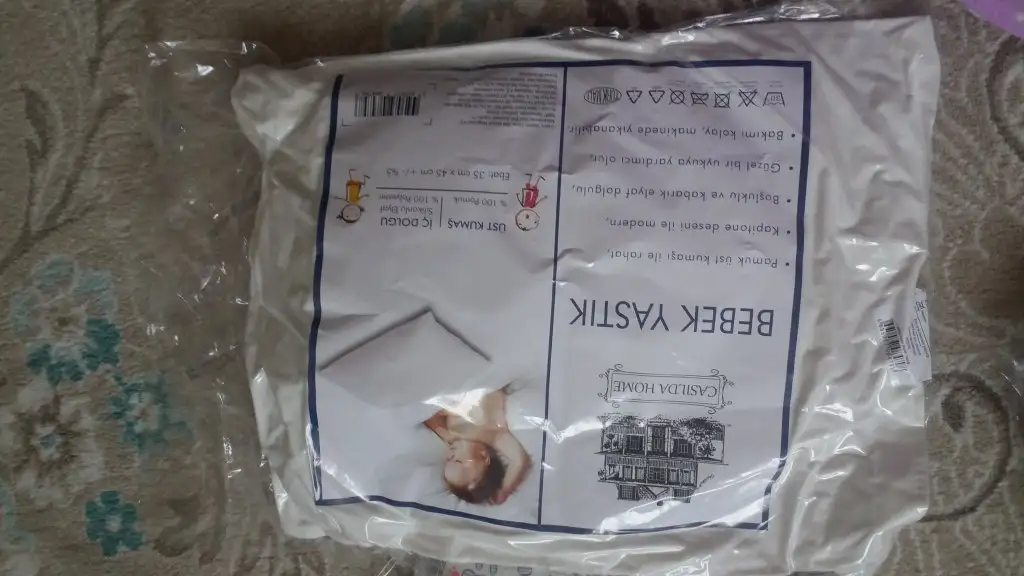 CASILDA HOME
BEBEK YASTIK
• Pamuk üst kumaşı ile rahat,
• Kapitone deseni ile modern,
• Boşluklu ve kabarık elyaf dolgulu,
• Güzel bir uykuya yardımcı olur,
• Bakımı kolay, makinede yıkanabilir.
ÜST KUMAŞ
% 100 Pamuk
İÇ DOLGU
Silikonlu Elyaf
% 100 Polyester
Ebat: 35 cm x 45 cm +/- %5